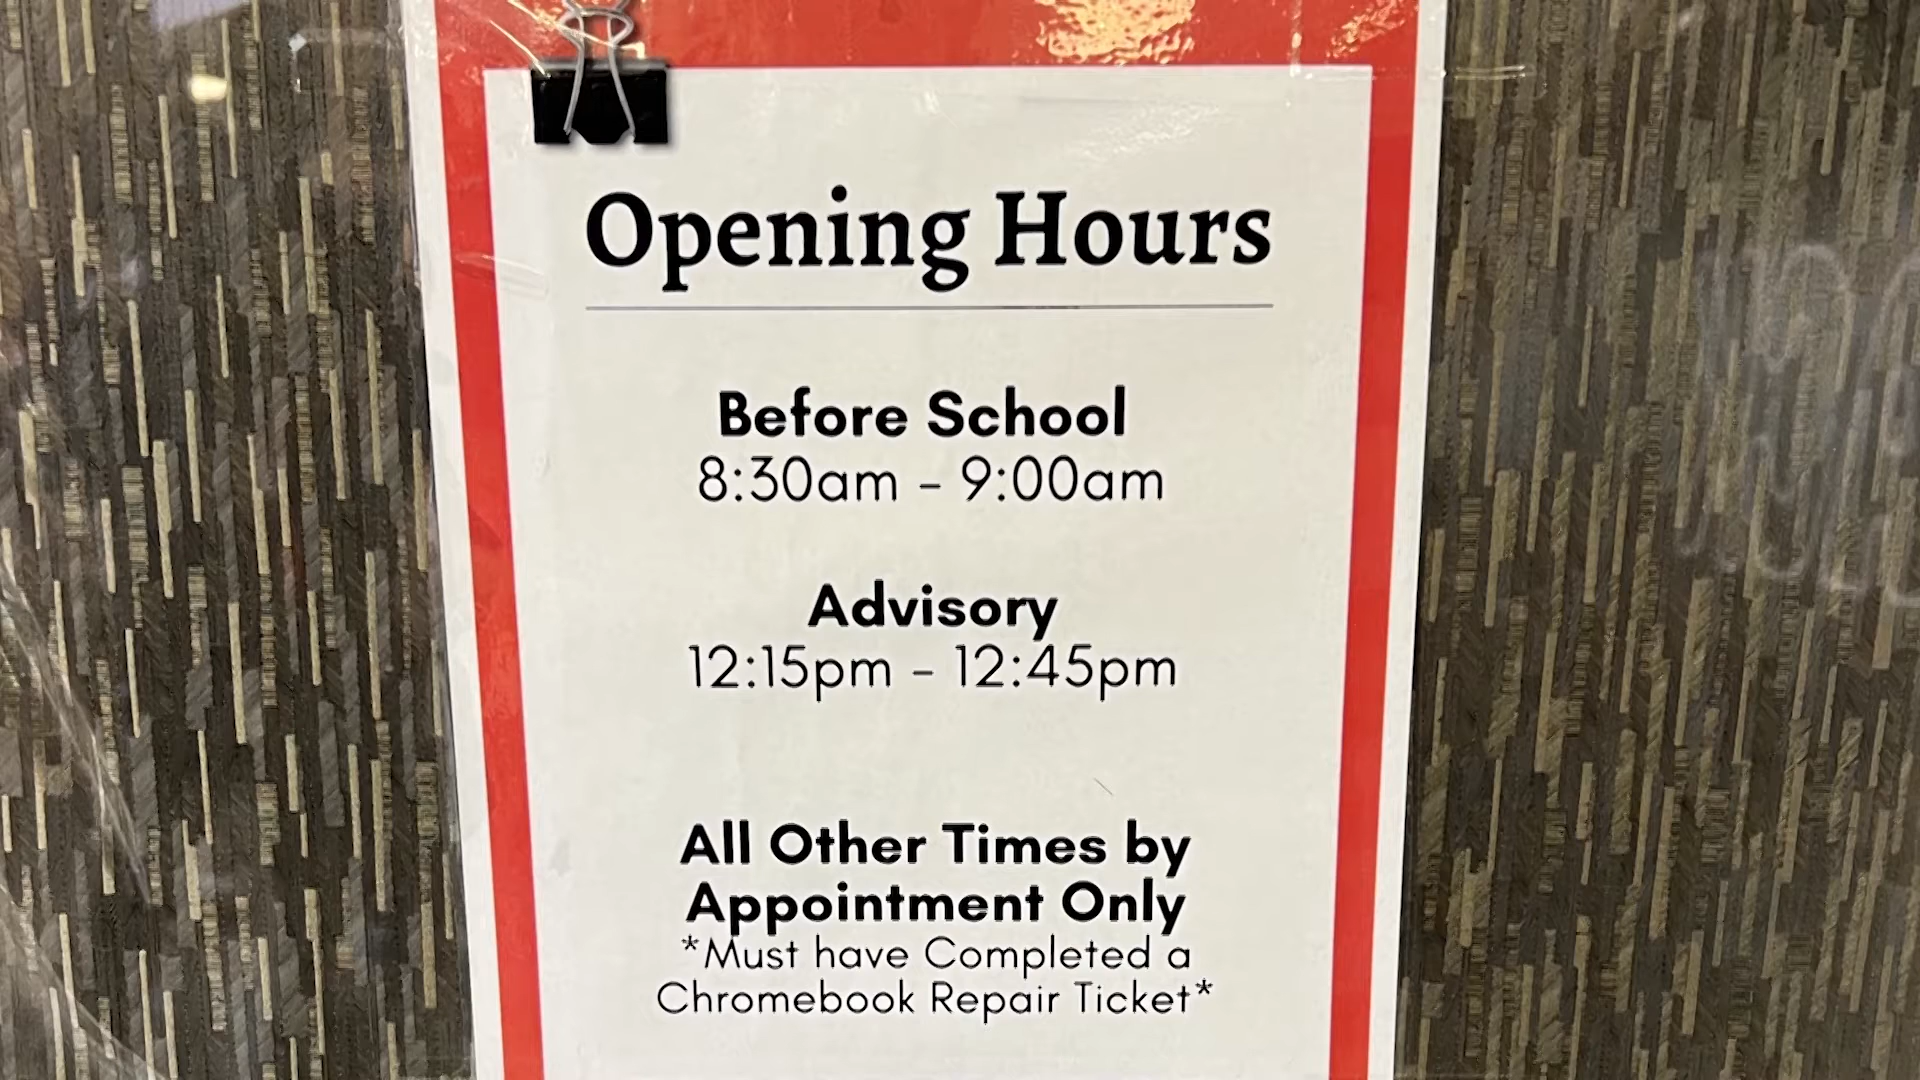 Opening Hours
Before School
8:30am - 9:00am
Advisory
12:15pm - 12:45pm
All Other Times by
Appointment Only
*Must have Completed a
Chromebook Repair Ticket*